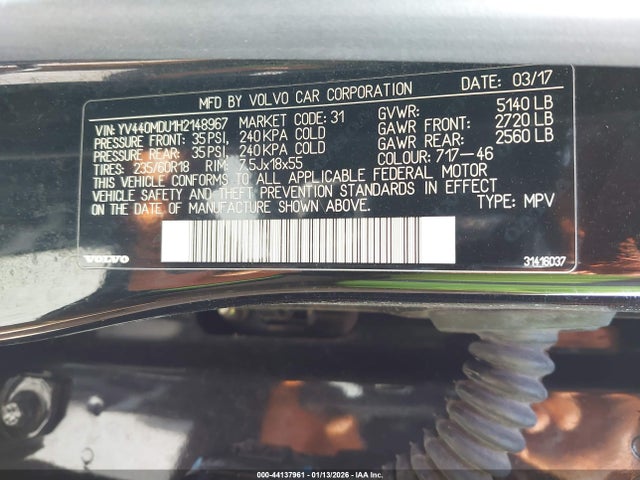 MFD BY VOLVO CAR CORPORATION DATE: 03/17
VIN: YV440MDU1H2148967 MARKET CODE: 31 GVWR: 5140 LB
PRESSURE FRONT: 35 PSI, 240 KPA COLD GAWR FRONT: 2720 LB
PRESSURE REAR: 35 PSI, 240 KPA COLD GAWR REAR: 2560 LB
TIRES: 235/60R18 RIM: 7.5Jx18x55 COLOUR: 717-46
THIS VEHICLE CONFORMS TO ALL APPLICABLE FEDERAL MOTOR
VEHICLE SAFETY AND THEFT PREVENTION STANDARDS IN EFFECT
ON THE DATE OF MANUFACTURE SHOWN ABOVE. TYPE: MPV
VOLVO 31416037
000-44137961 - 01/13/2026 - IAA Inc.